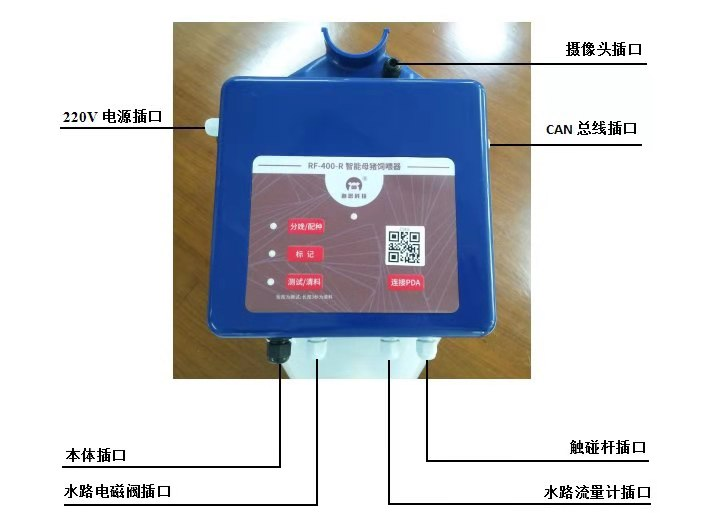 摄像头插口
220V 电源插口
CAN 总线插口
RF-400-R 智能母猪饲喂器
®
分娩/配种
标 记
测试/清料
连接PDA
本体插口
触碰杆插口
水路电磁阀插口
水路流量计插口